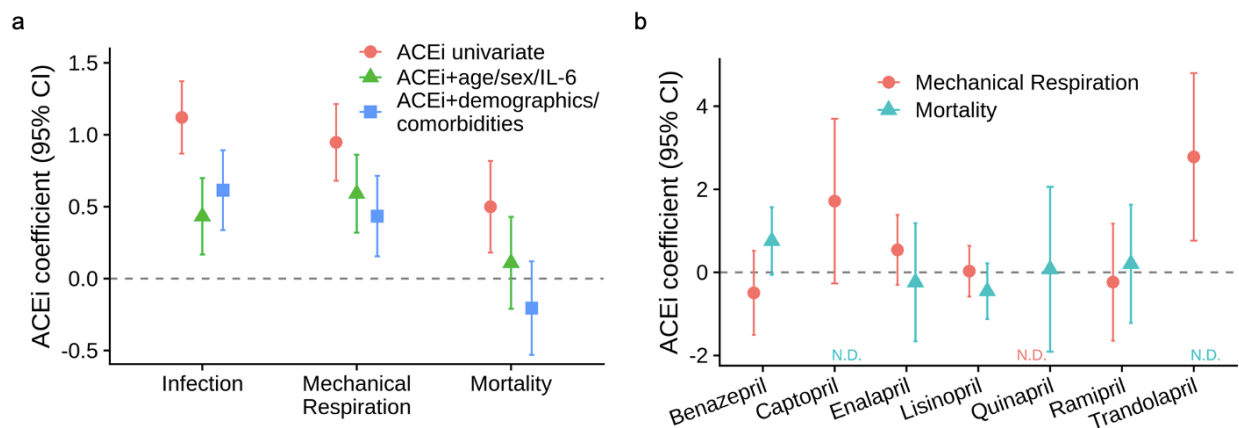 a
ACEi coefficient (95% CI)
1.5
1.0
0.5
0.0
-0.5
ACEi univariate
ACEi+age/sex/IL-6
ACEi+demographics/
comorbidities
Infection
Mechanical
Respiration
Mortality
b
ACEi coefficient (95% CI)
4
2
0
-2
Mechanical Respiration
Mortality
N.D.
N.D.
N.D.
Benazepril
Captopril
Enalapril
Lisinopril
Quinapril
Ramipril
Trandolapril